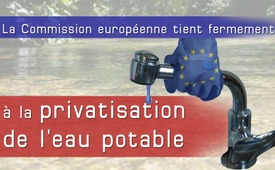 La Commission européenne tient fermement
à la privatisation
de l'eau potable